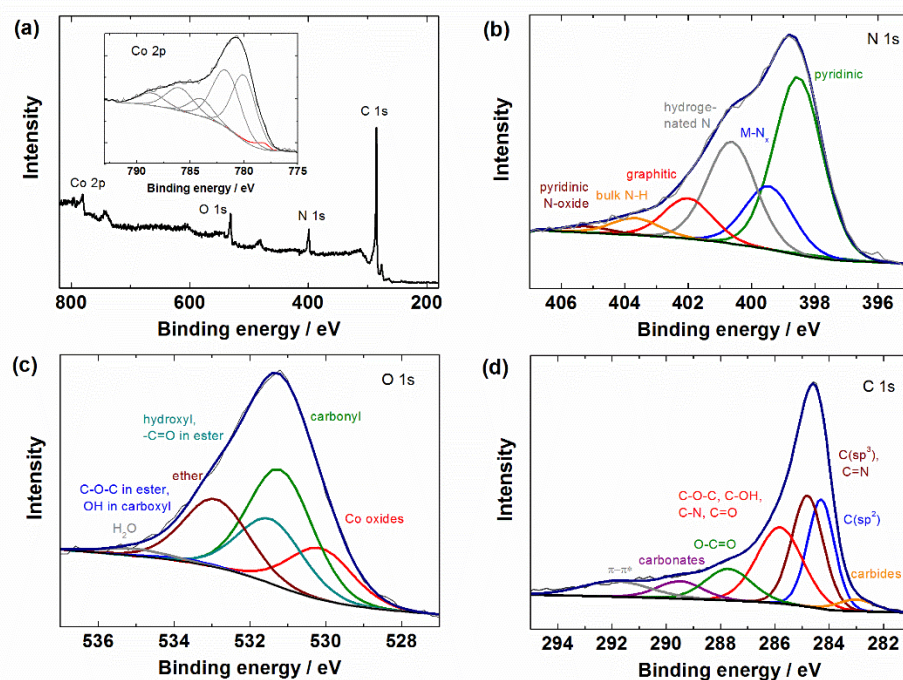 (a)
Co 2p
790 785 780 775
Binding energy / eV
C 1s
Co 2p
O 1s
N 1s
Intensity
800 600 400 200
Binding energy / eV
(b)
N 1s
pyridinic
hydroge-
nated N
M-Nₓ
graphitic
bulk N-H
pyridinic
N-oxide
Intensity
406 404 402 400 398 396
Binding energy / eV
(c)
O 1s
hydroxyl,
-C=O in ester
carbonyl
ether
C-O-C in ester,
OH in carboxyl
H₂O
Co oxides
Intensity
536 534 532 530 528
Binding energy / eV
(d)
C 1s
C(sp³),
C=N
C-O-C, C-OH,
C-N, C=O
C(sp²)
O-C=O
carbonates
carbides
π–π*
Intensity
294 292 290 288 286 284 282
Binding energy / eV